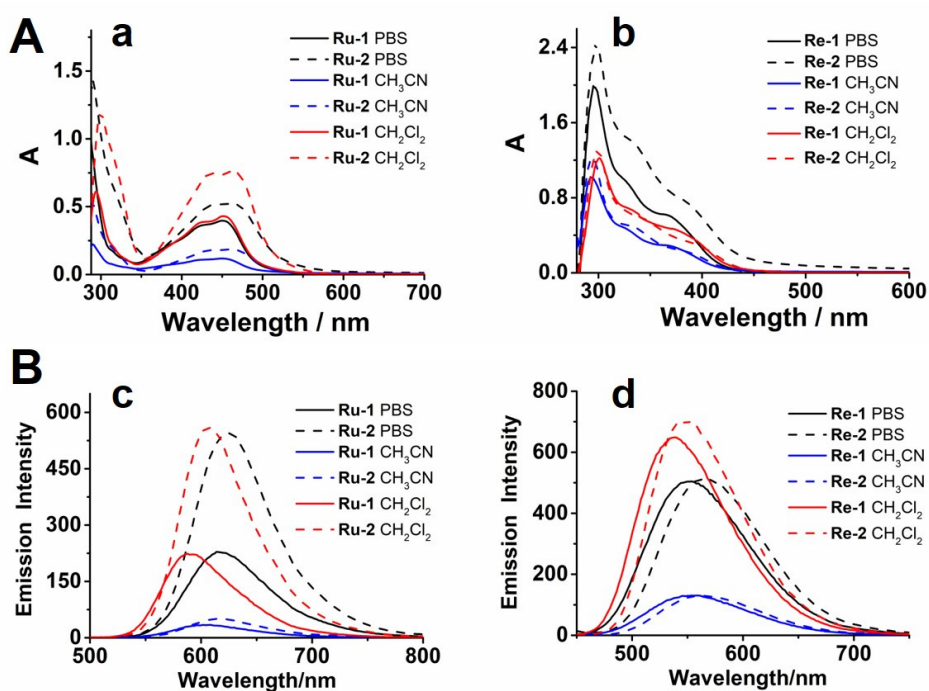 A
a
A
1.5
1.0
0.5
0.0
300 400 500 600 700
Wavelength / nm
Ru-1 PBS
Ru-2 PBS
Ru-1 CH₃CN
Ru-2 CH₃CN
Ru-1 CH₂Cl₂
Ru-2 CH₂Cl₂
b
A
2.4
1.6
0.8
0.0
300 400 500 600
Wavelength / nm
Re-1 PBS
Re-2 PBS
Re-1 CH₃CN
Re-2 CH₃CN
Re-1 CH₂Cl₂
Re-2 CH₂Cl₂
B
c
Emission Intensity
600
450
300
150
0
500 600 700 800
Wavelength/nm
Ru-1 PBS
Ru-2 PBS
Ru-1 CH₃CN
Ru-2 CH₃CN
Ru-1 CH₂Cl₂
Ru-2 CH₂Cl₂
d
Emission Intensity
800
600
400
200
0
500 600 700
Wavelength/nm
Re-1 PBS
Re-2 PBS
Re-1 CH₃CN
Re-2 CH₃CN
Re-1 CH₂Cl₂
Re-2 CH₂Cl₂